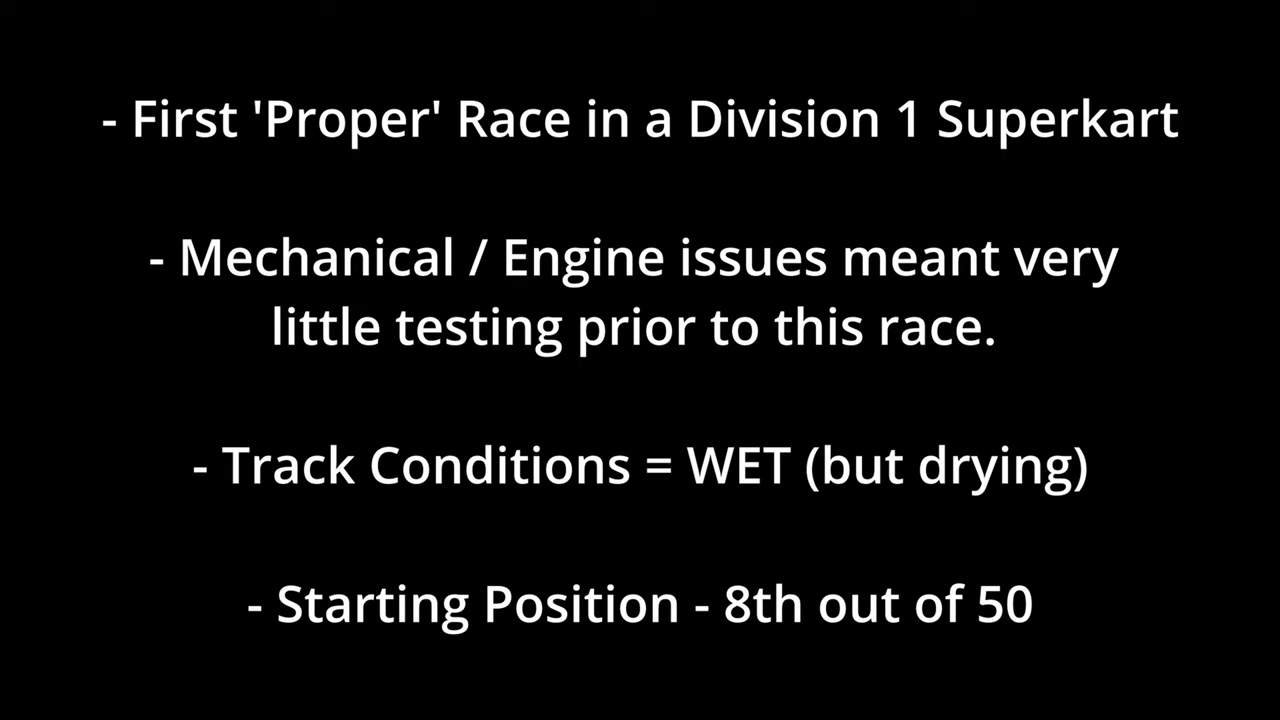 - First 'Proper' Race in a Division 1 Superkart
- Mechanical / Engine issues meant very
little testing prior to this race.
- Track Conditions = WET (but drying)
- Starting Position - 8th out of 50